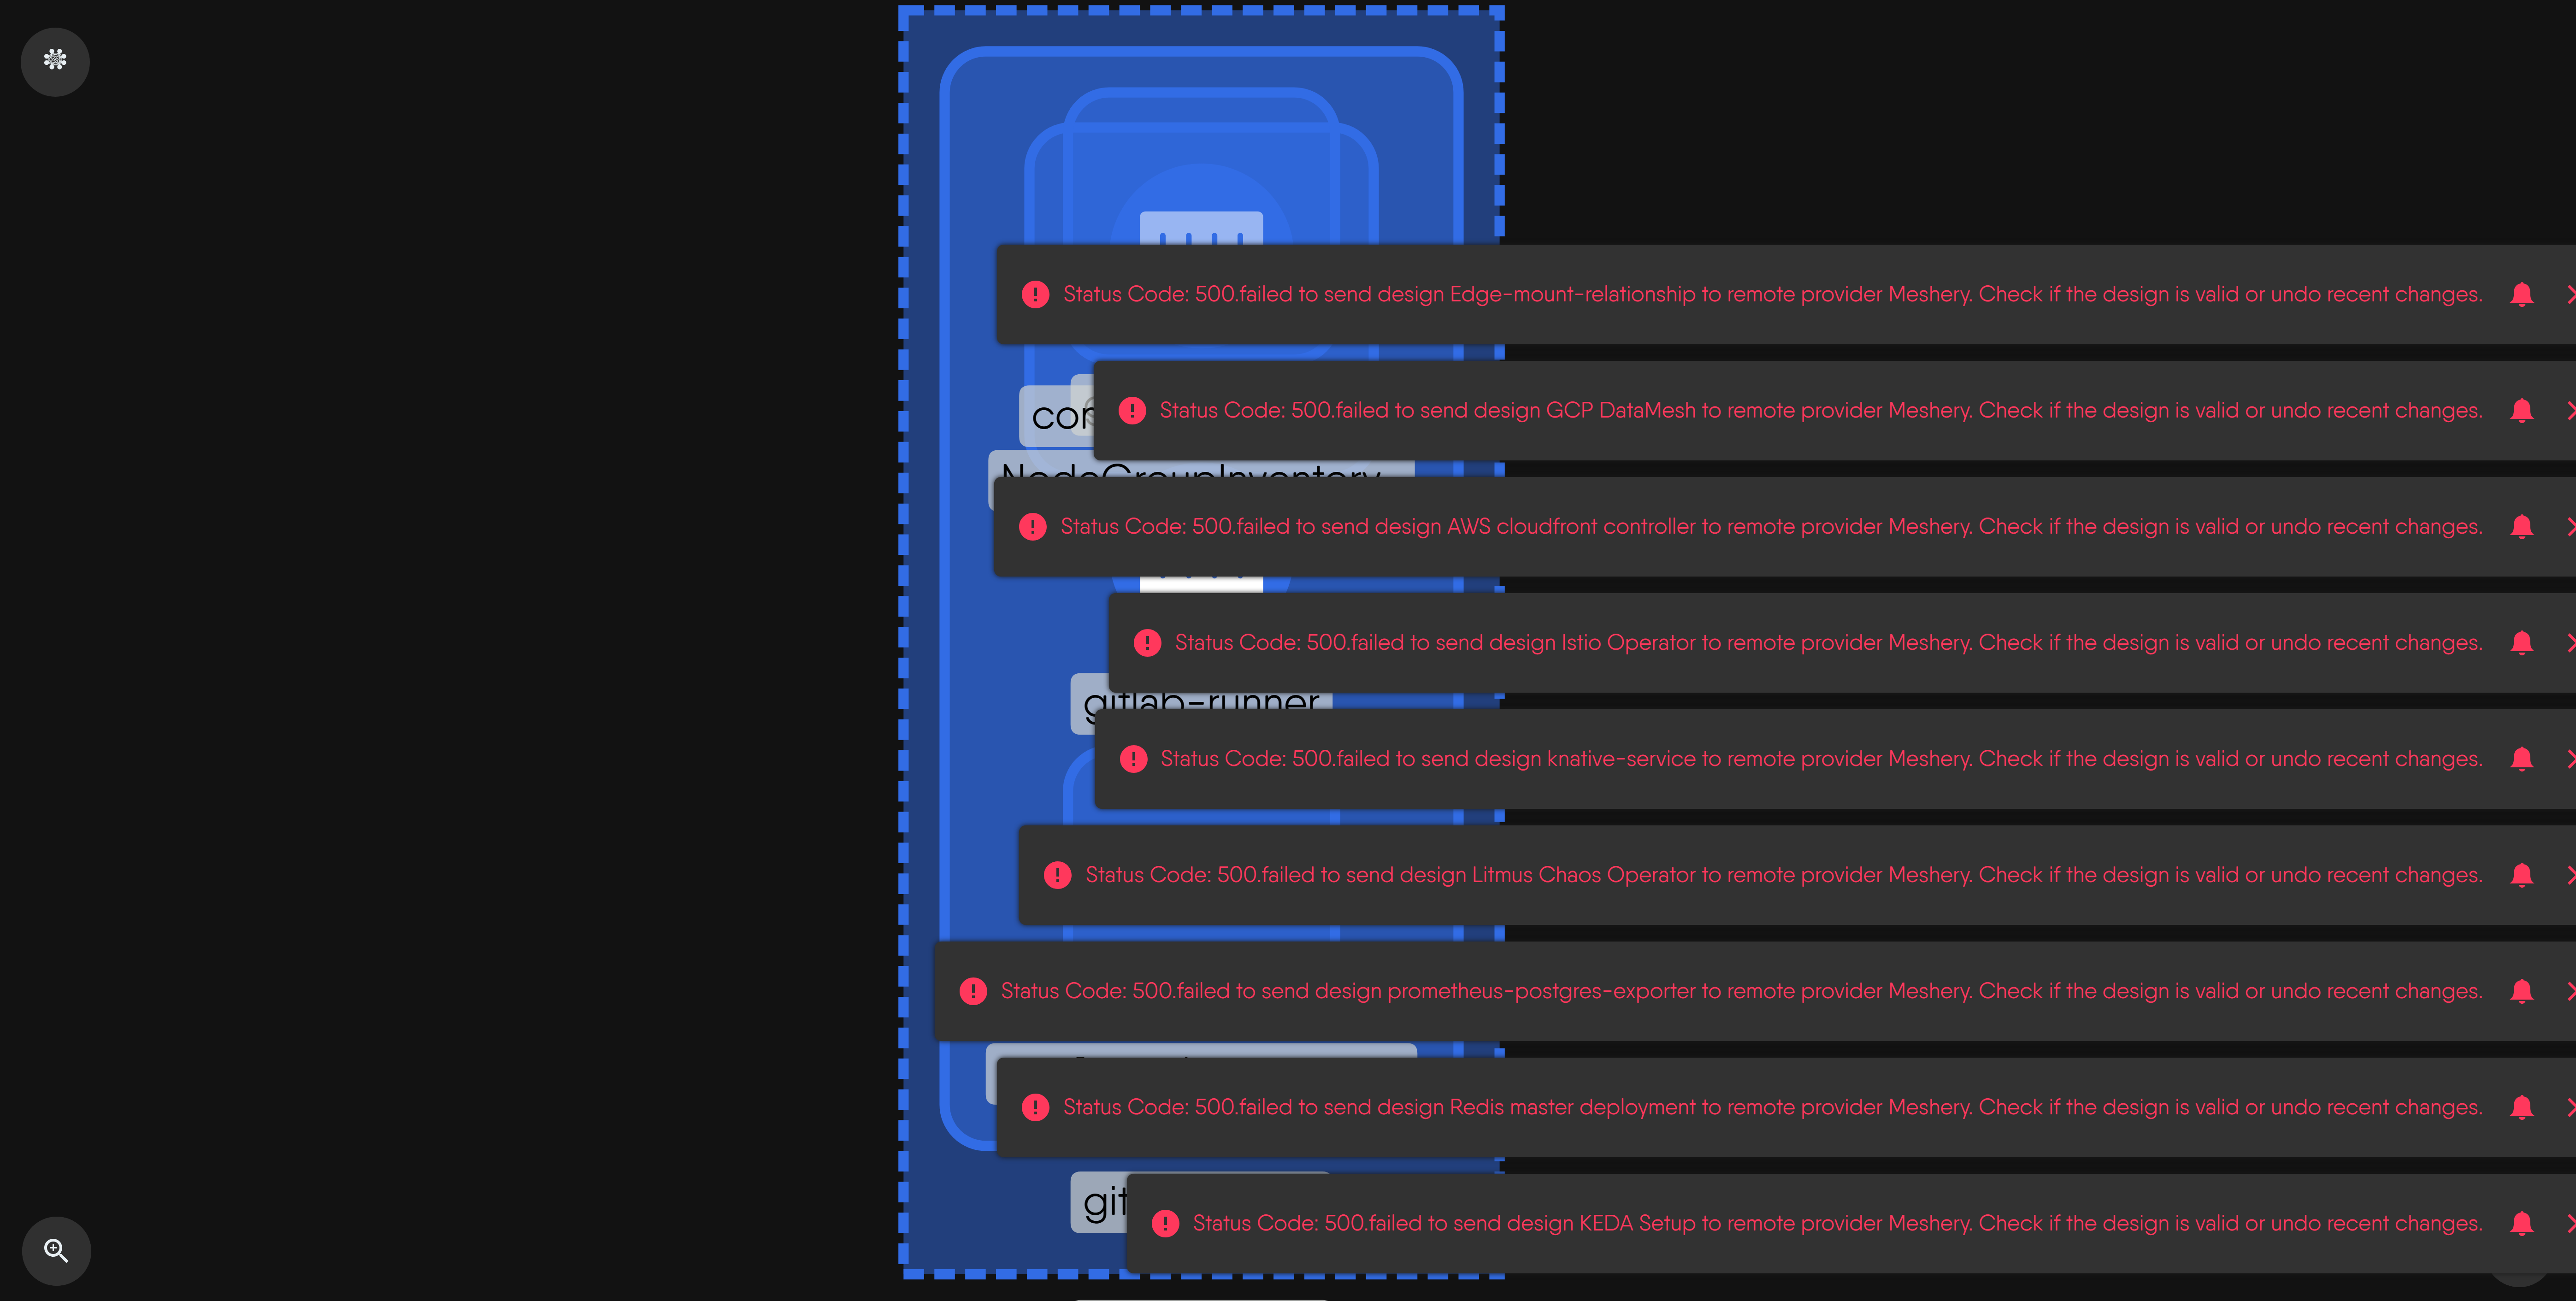 Status Code: 500.failed to send design Edge-mount-relationship to remote provider Meshery. Check if the design is valid or undo recent changes.
Status Code: 500.failed to send design GCP DataMesh to remote provider Meshery. Check if the design is valid or undo recent changes.
NodeGroupInventory
Status Code: 500.failed to send design AWS cloudfront controller to remote provider Meshery. Check if the design is valid or undo recent changes.
Status Code: 500.failed to send design Istio Operator to remote provider Meshery. Check if the design is valid or undo recent changes.
gitlab-runner
Status Code: 500.failed to send design knative-service to remote provider Meshery. Check if the design is valid or undo recent changes.
Status Code: 500.failed to send design Litmus Chaos Operator to remote provider Meshery. Check if the design is valid or undo recent changes.
Status Code: 500.failed to send design prometheus-postgres-exporter to remote provider Meshery. Check if the design is valid or undo recent changes.
Status Code: 500.failed to send design Redis master deployment to remote provider Meshery. Check if the design is valid or undo recent changes.
Status Code: 500.failed to send design KEDA Setup to remote provider Meshery. Check if the design is valid or undo recent changes.